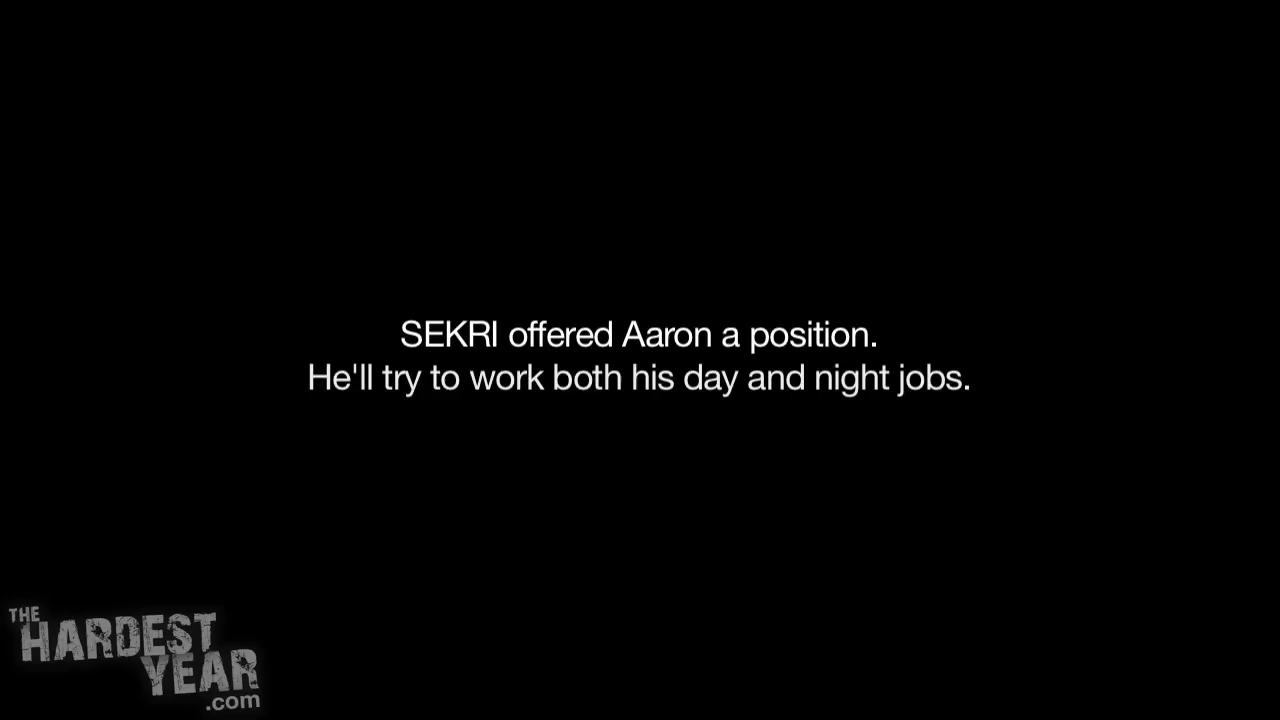 SEKRI offered Aaron a position.
He'll try to work both his day and night jobs.
THE
HARDEST
YEAR
.com